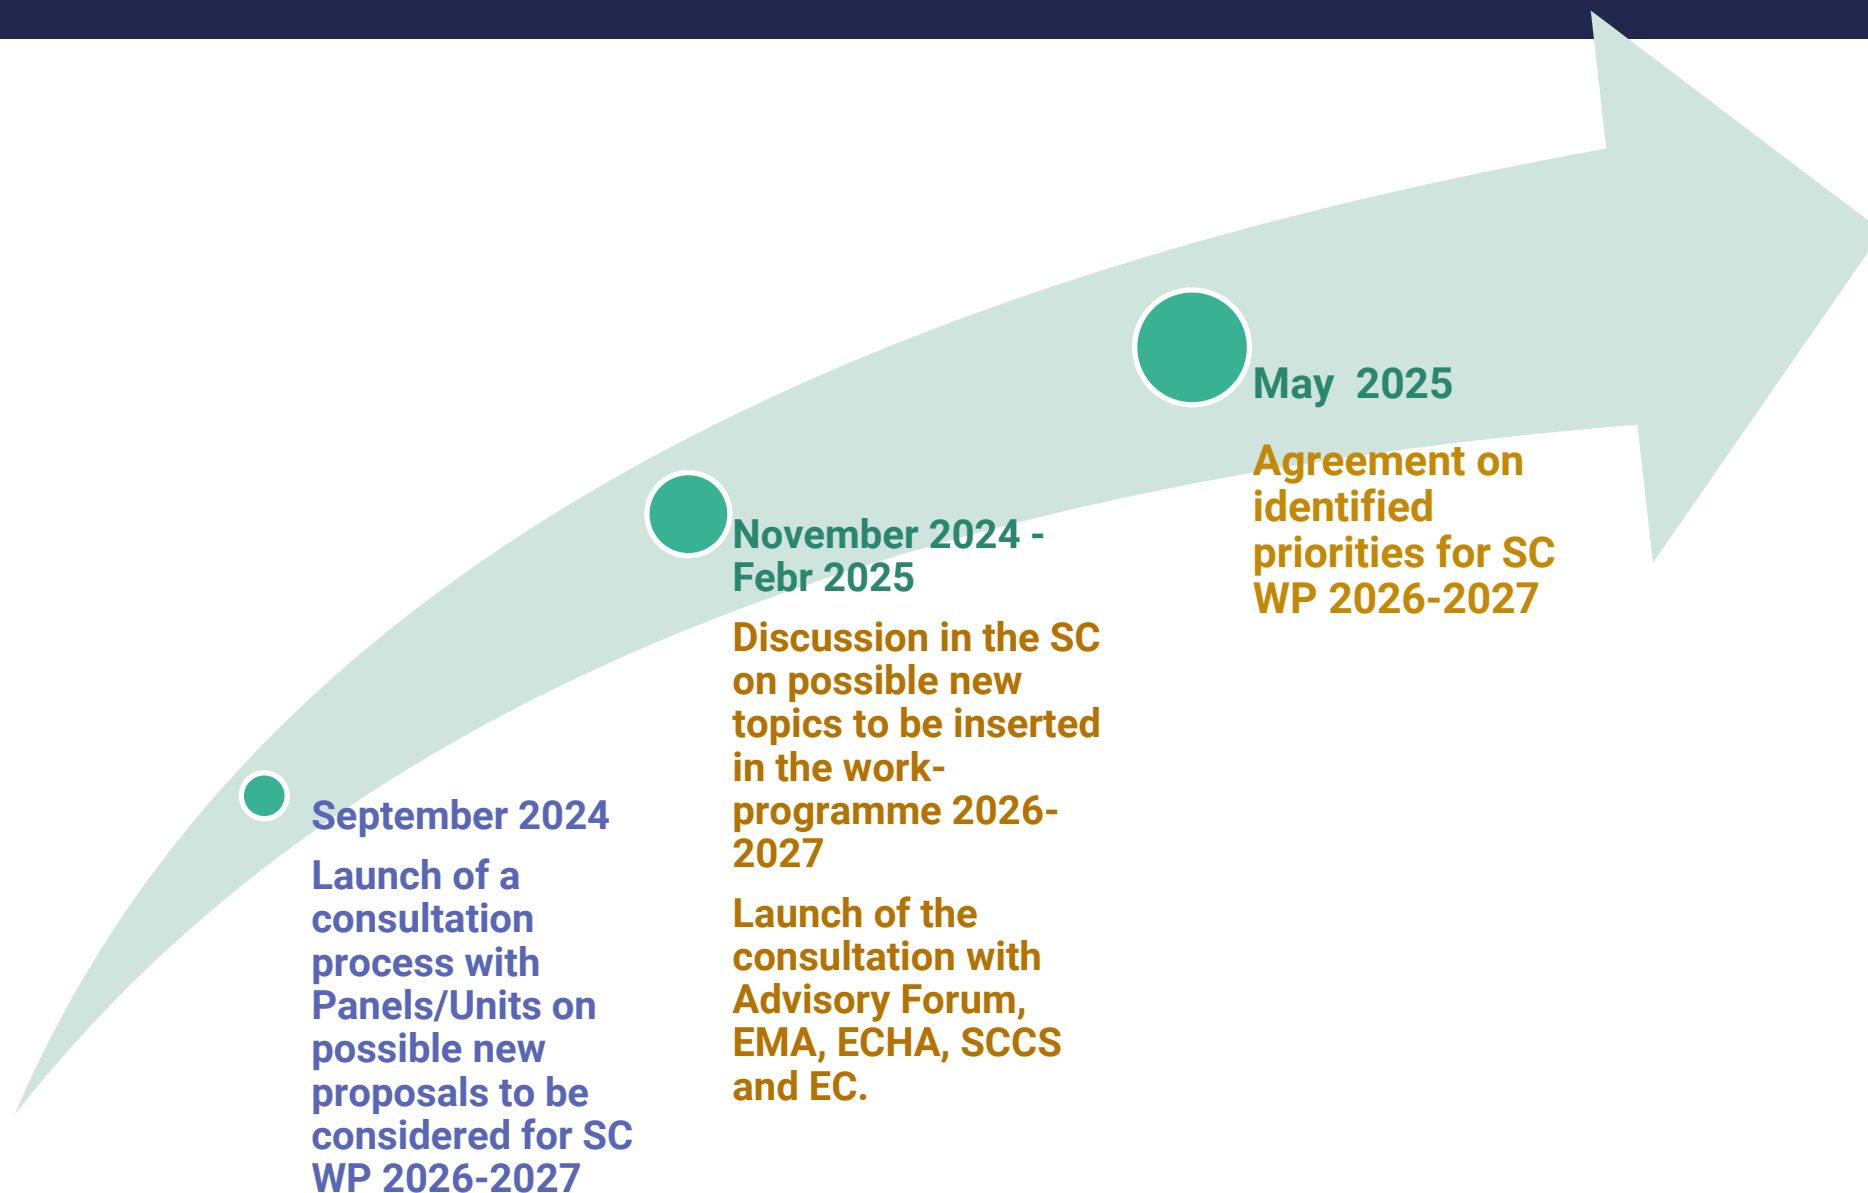 September 2024
Launch of a
consultation
process with
Panels/Units on
possible new
proposals to be
considered for SC
WP 2026-2027
November 2024 -
Febr 2025
Discussion in the SC
on possible new
topics to be inserted
in the work-
programme 2026-
2027
Launch of the
consultation with
Advisory Forum,
EMA, ECHA, SCCS
and EC.
May  2025
Agreement on
identified
priorities for SC
WP 2026-2027